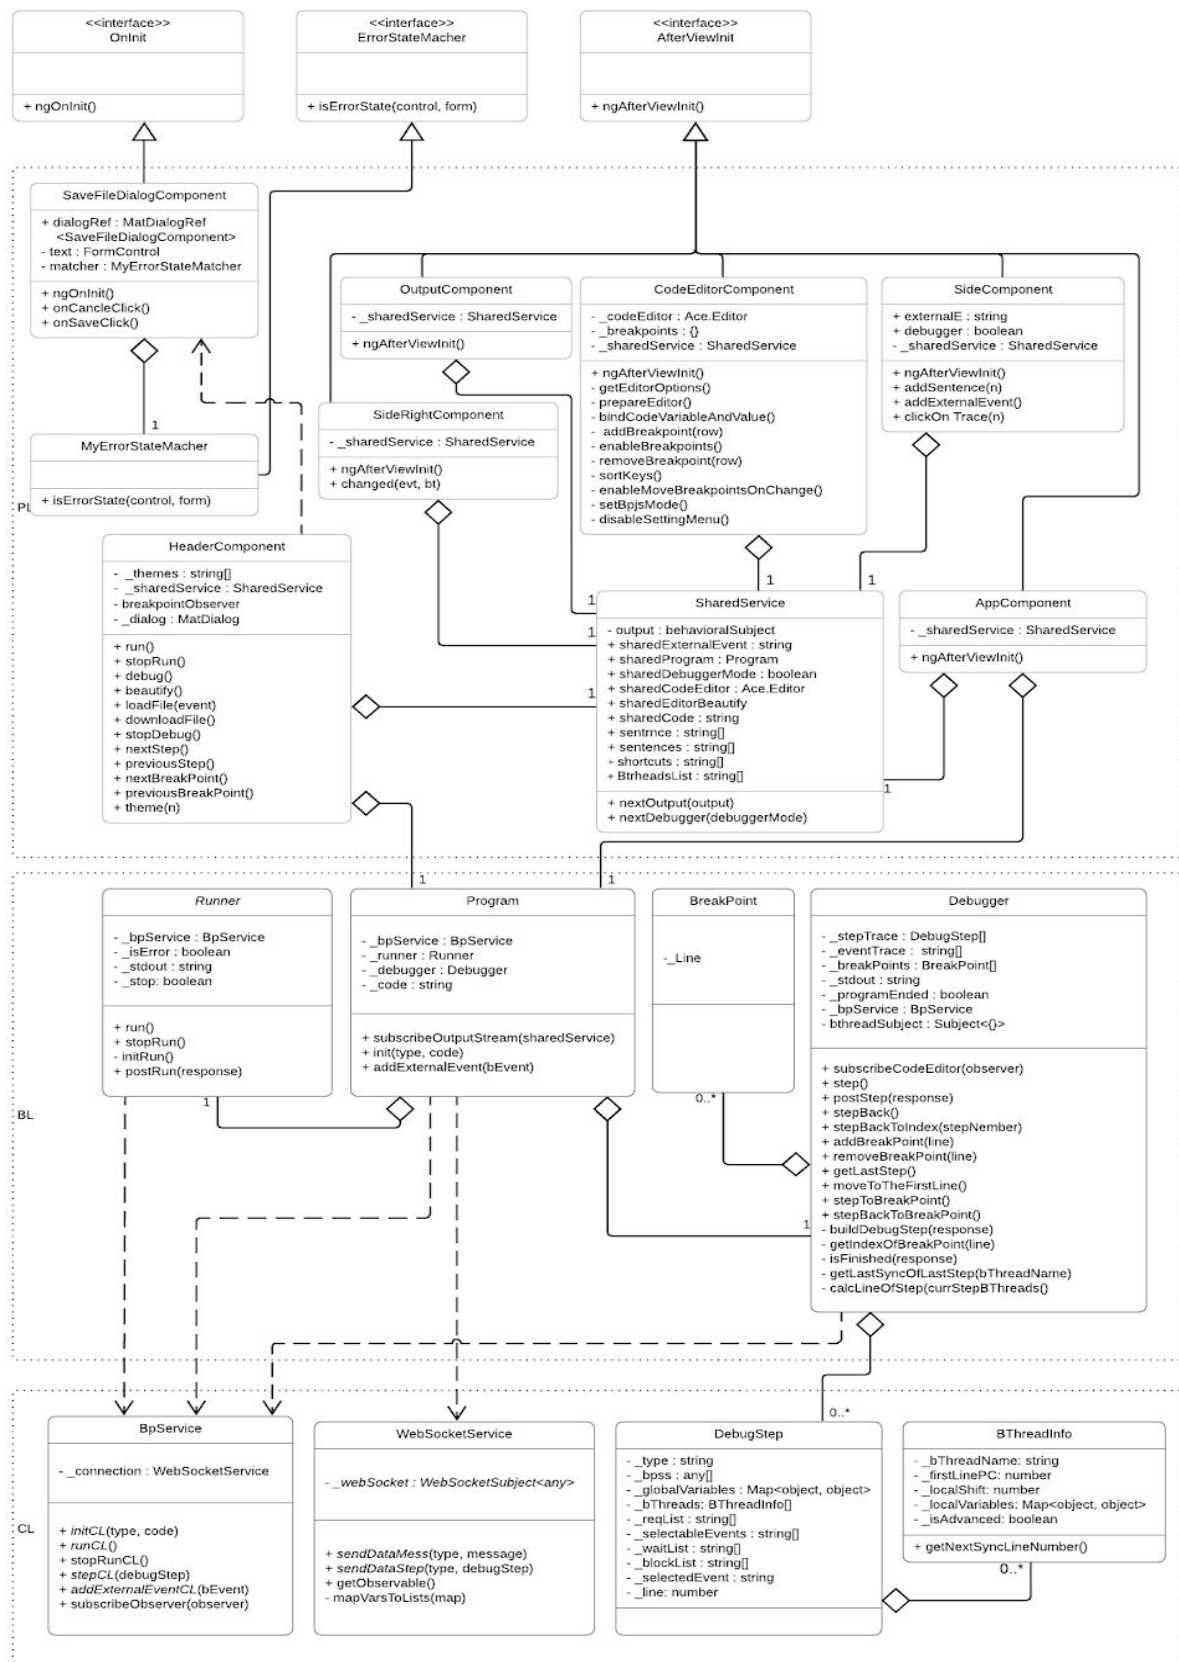 <<interface>>
OnInit
+ ngOnInit()
<<interface>>
ErrorStateMacher
+ isErrorState(control, form)
<<interface>>
AfterViewInit
+ ngAfterViewInit()
SaveFileDialogComponent
+ dialogRef : MatDialogRef
<SaveFileDialogComponent>
- text : FormControl
- matcher : MyErrorStateMatcher
+ ngOnInit()
+ onCancleClick()
+ onSaveClick()
1
MyErrorStateMacher
+ isErrorState(control, form)
OutputComponent
- _sharedService : SharedService
+ ngAfterViewInit()
CodeEditorComponent
- _codeEditor : Ace.Editor
- _breakpoints : {}
- _sharedService : SharedService
+ ngAfterViewInit()
- getEditorOptions()
- prepareEditor()
- bindCodeVariableAndValue()
- addBreakpoint(row)
- enableBreakpoints()
- removeBreakpoint(row)
- sortKeys()
- enableMoveBreakpointsOnChange()
- setBpjsMode()
- disableSettingMenu()
SideComponent
+ externalE : string
+ debugger : boolean
- _sharedService : SharedService
+ ngAfterViewInit()
+ addSentence(n)
+ addExternalEvent()
+ clickOn Trace(n)
SideRightComponent
- _sharedService : SharedService
+ ngAfterViewInit()
+ changed(evt, bt)
PL
HeaderComponent
- _themes : string[]
- _sharedService : SharedService
- breakpointObserver
- _dialog : MatDialog
+ run()
+ stopRun()
+ debug()
+ beautify()
+ loadFile(event)
+ downloadFile()
+ stopDebug()
+ nextStep()
+ previousStep()
+ nextBreakPoint()
+ previousBreakPoint()
+ theme(n)
1
1
1
1
1
SharedService
- output : behavioralSubject
+ sharedExternalEvent : string
+ sharedProgram : Program
+ sharedDebuggerMode : boolean
+ sharedCodeEditor : Ace.Editor
+ sharedEditorBeautify
+ sharedCode : string
+ sentrnce : string[]
+ sentences : string[]
+ shortcuts : string[]
+ BtrheadsList : string[]
+ nextOutput(output)
+ nextDebugger(debuggerMode)
AppComponent
- _sharedService : SharedService
+ ngAfterViewInit()
1
1
1
Runner
- _bpService : BpService
- _isError : boolean
- _stdout : string
- _stop: boolean
+ run()
+ stopRun()
- initRun()
+ postRun(response)
Program
- _bpService : BpService
- _runner : Runner
- _debugger : Debugger
- _code : string
+ subscribeOutputStream(sharedService)
+ init(type, code)
+ addExternalEvent(bEvent)
BreakPoint
-_Line
Debugger
- _stepTrace : DebugStep[]
- _eventTrace : string[]
- _breakPoints : BreakPoint[]
- _stdout : string
- _programEnded : boolean
- _bpService : BpService
- bthreadSubject : Subject<{}>
+ subscribeCodeEditor(observer)
+ step()
+ postStep(response)
+ stepBack()
+ stepBackToIndex(stepNember)
+ addBreakPoint(line)
+ removeBreakPoint(line)
+ getLastStep()
+ moveToTheFirstLine()
+ stepToBreakPoint()
+ stepBackToBreakPoint()
- buildDebugStep(response)
- getIndexOfBreakPoint(line)
- isFinished(response)
- getLastSyncOfLastStep(bThreadName)
- calcLineOfStep(currStepBThreads()
1
0..*
BL
1
0..*
BpService
- _connection : WebSocketService
+ initCL(type, code)
+ runCL()
+ stopRunCL()
+ stepCL(debugStep)
+ addExternalEventCL(bEvent)
+ subscribeObserver(observer)
WebSocketService
- _webSocket : WebSocketSubject<any>
+ sendDataMess(type, message)
+ sendDataStep(type, debugStep)
+ getObservable()
- mapVarsToLists(map)
DebugStep
- _type : string
- _bpss : any[]
- _globalVariables : Map<object, object>
- _bThreads: BThreadInfo[]
- _reqList : string[]
- _selectableEvents : string[]
- _waitList : string[]
- _blockList : string[]
- _selectedEvent : string
- _line: number
BThreadInfo
- _bThreadName: string
- _firstLinePC: number
- _localShift: number
- _localVariables: Map<object, object>
- _isAdvanced: boolean
+ getNextSyncLineNumber()
0..*
CL